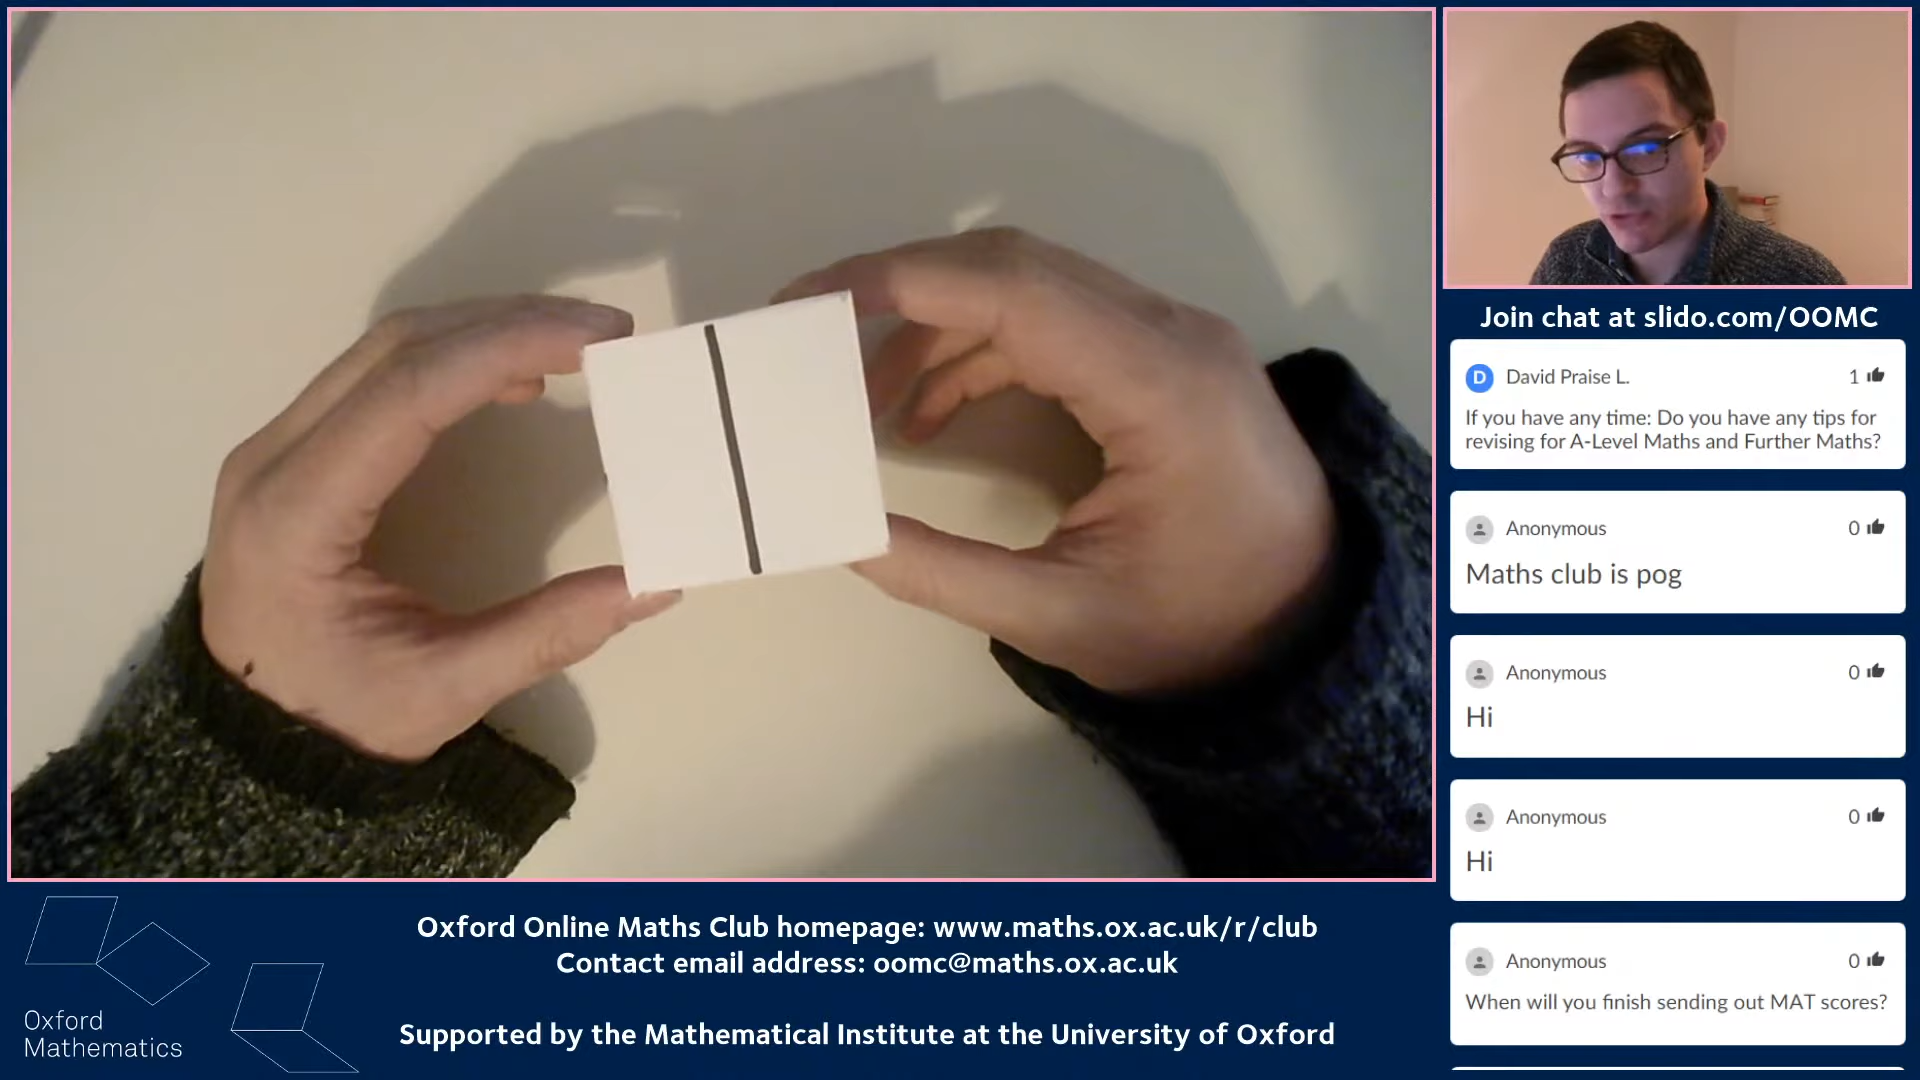 Join chat at slido.com/OOMC
D David Praise L. 1
If you have any time: Do you have any tips for
revising for A-Level Maths and Further Maths?
Anonymous 0
Maths club is pog
Anonymous 0
Hi
Anonymous 0
Hi
Anonymous 0
When will you finish sending out MAT scores?
Oxford Online Maths Club homepage: www.maths.ox.ac.uk/r/club
Contact email address: oomc@maths.ox.ac.uk
Supported by the Mathematical Institute at the University of Oxford
Oxford
Mathematics